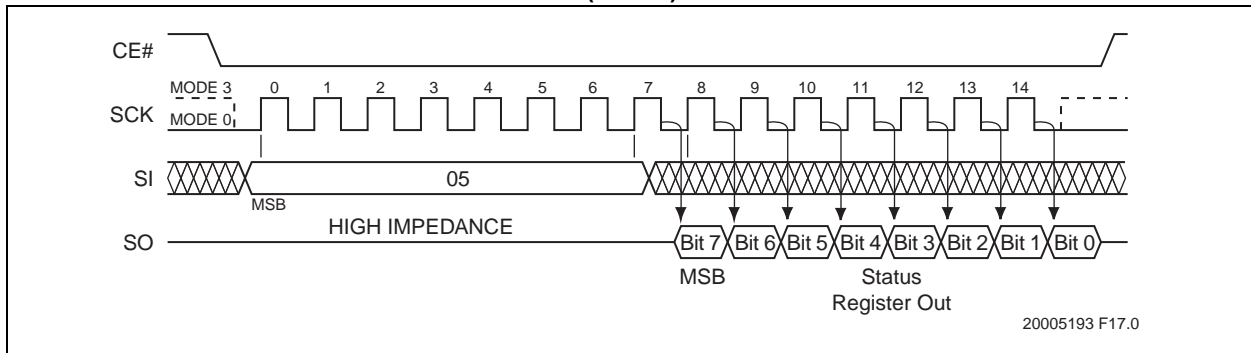 CE#
MODE 3 0 1 2 3 4 5 6 7 8 9 10 11 12 13 14
SCK
MODE 0
SI
05
MSB
HIGH IMPEDANCE
SO
Bit 7 Bit 6 Bit 5 Bit 4 Bit 3 Bit 2 Bit 1 Bit 0
MSB
Status
Register Out
20005193 F17.0